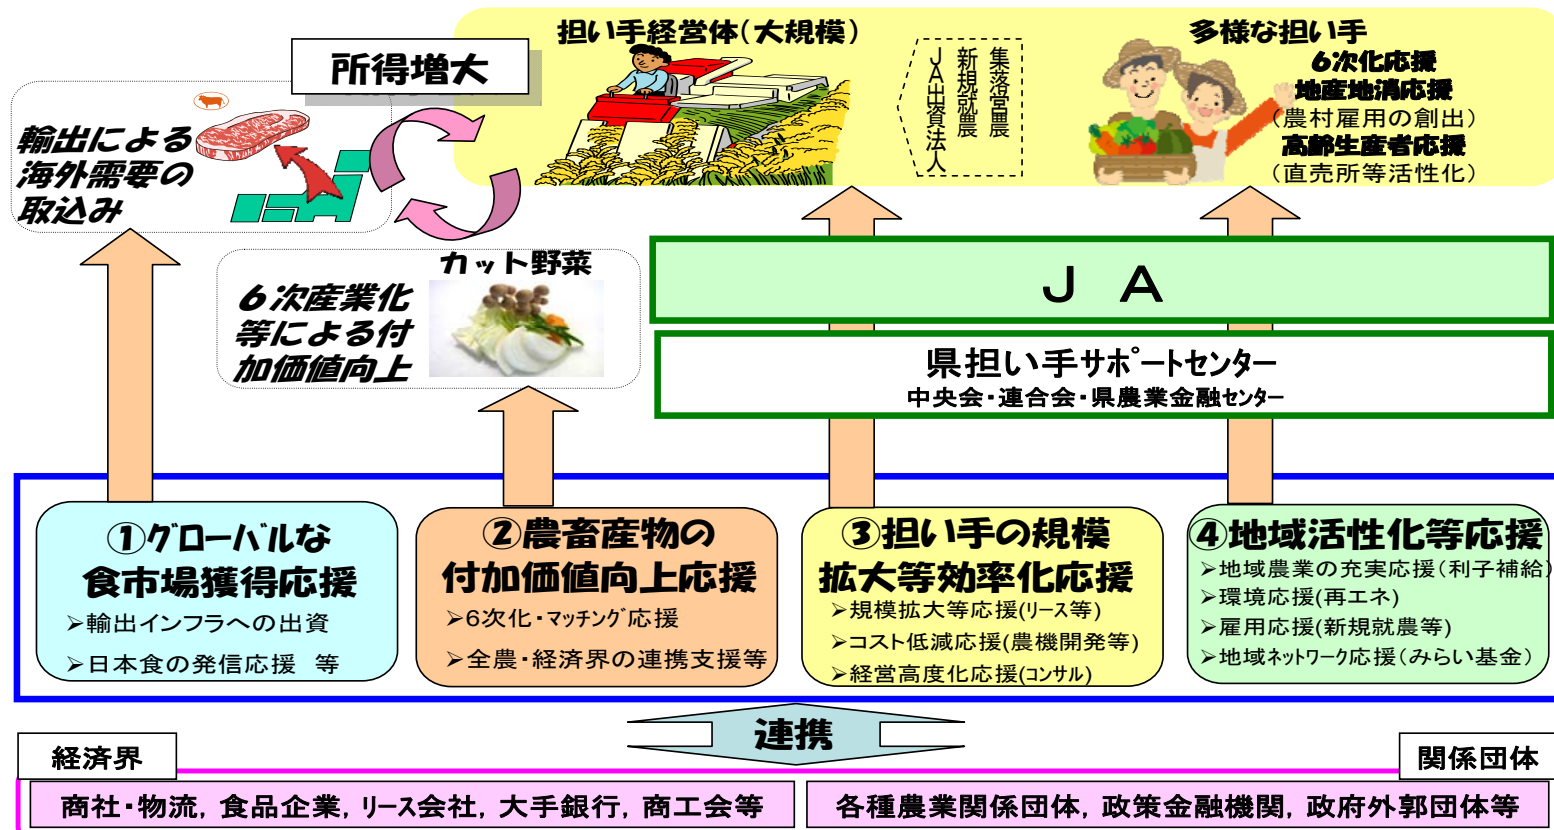 所得増大
担い手経営体(大規模)
集落営農
新規就農
JA出資法人
多様な担い手
6次化応援
地産地消応援
(農村雇用の創出)
高齢生産者応援
(直売所等活性化)
輸出による
海外需要の
取込み
カット野菜
6次産業化
等による付
加価値向上
JA
県担い手サポートセンター
中央会・連合会・県農業金融センター
①グローバルな
食市場獲得応援
➢輸出インフラへの出資
➢日本食の発信応援 等
②農畜産物の
付加価値向上応援
➢6次化・マッチング応援
➢全農・経済界の連携支援等
③担い手の規模
拡大等効率化応援
➢規模拡大等応援(リース等)
➢コスト低減応援(農機開発等)
➢経営高度化応援(コンサル)
④地域活性化等応援
➢地域農業の充実応援(利子補給)
➢環境応援(再エネ)
➢雇用応援(新規就農等)
➢地域ネットワーク応援(みらい基金)
連携
経済界
関係団体
商社・物流, 食品企業, リース会社, 大手銀行, 商工会等
各種農業関係団体, 政策金融機関, 政府外郭団体等